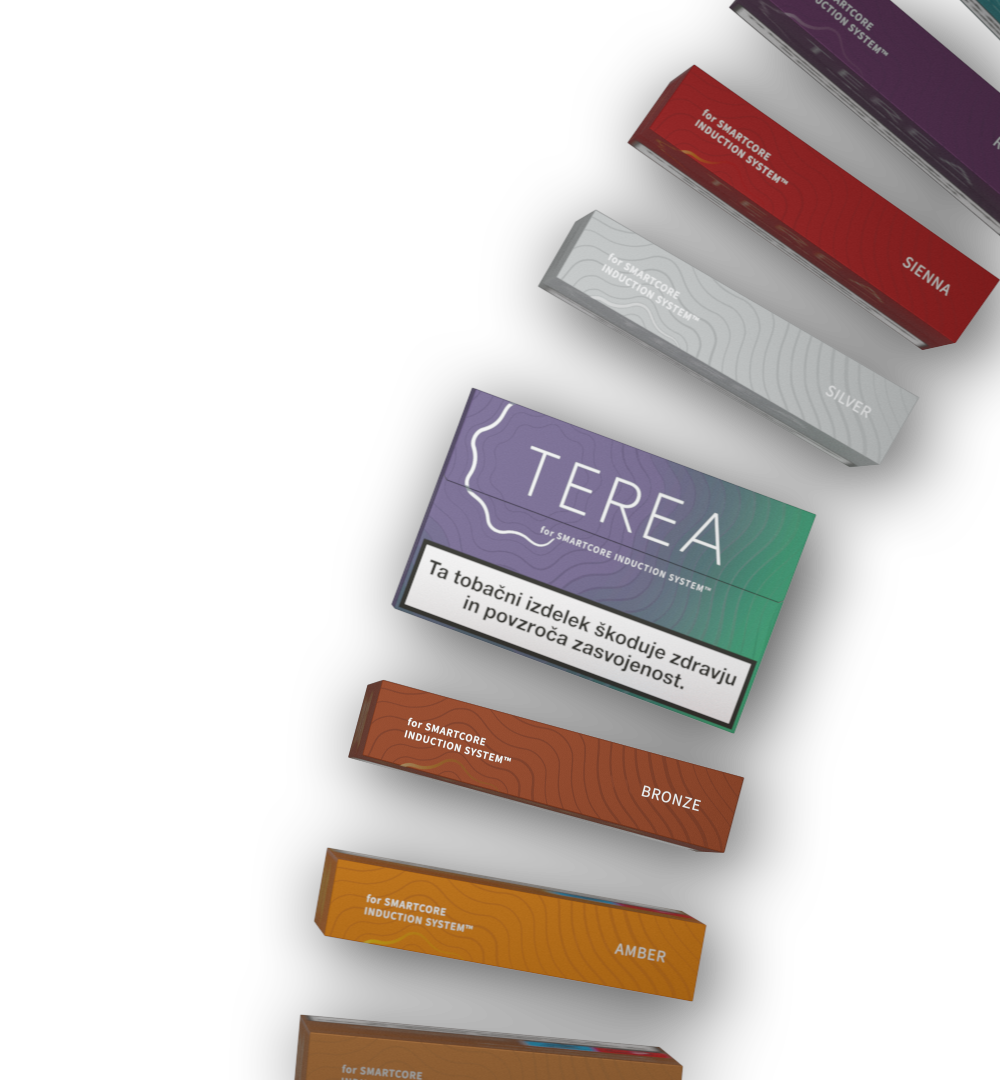 SMARTCORE
INDUCTION SYSTEM™
for SMARTCORE
INDUCTION SYSTEM™
SIENNA
for SMARTCORE
INDUCTION SYSTEM™
SILVER
TEREA
for SMARTCORE INDUCTION SYSTEM™
Ta tobačni izdelek škoduje zdravju
in povzroča zasvojenost.
for SMARTCORE
INDUCTION SYSTEM™
BRONZE
for SMARTCORE
INDUCTION SYSTEM™
AMBER
for SMARTCORE